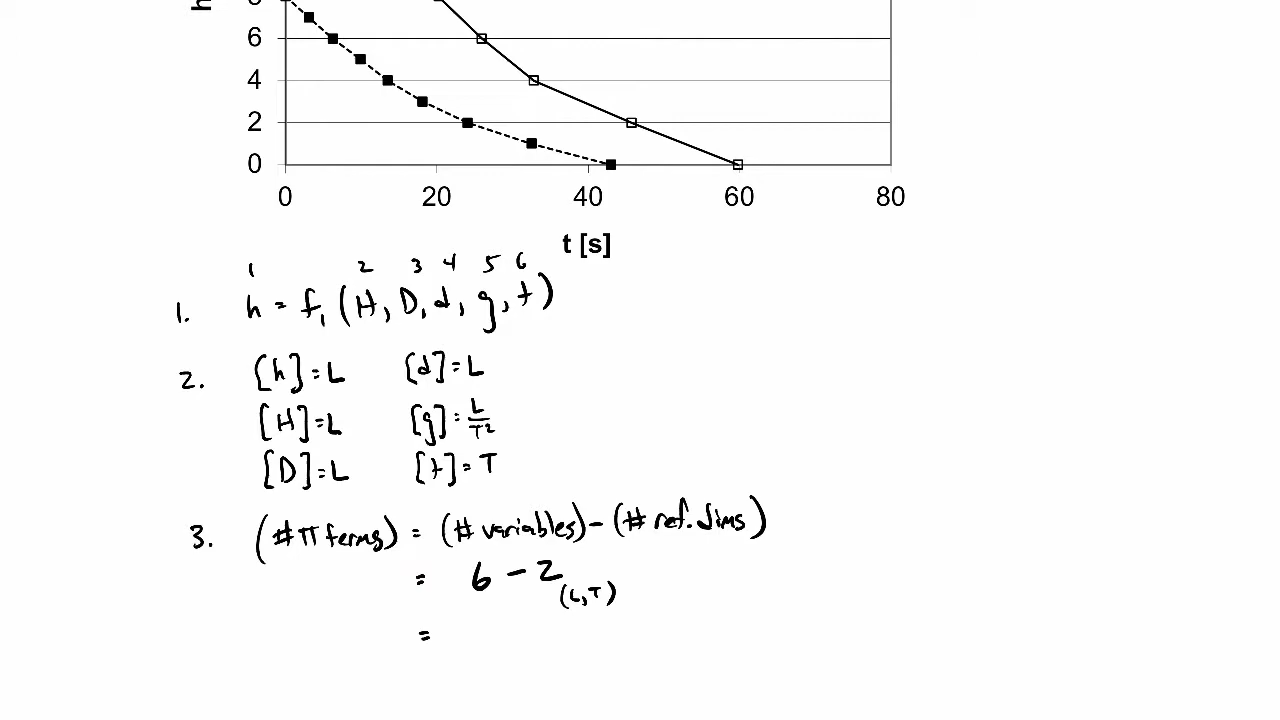 6
4
2
0
0 20 40 60 80
t [s]
1 2 3 4 5 6
1. h = f₁ (H, D, d, g, t)
2. [h] = L [d] = L
[H] = L [g] = L/T²
[D] = L [t] = T
3. (# π terms) = (# variables) - (# ref. dims)
= 6 - 2 (L, T)
=